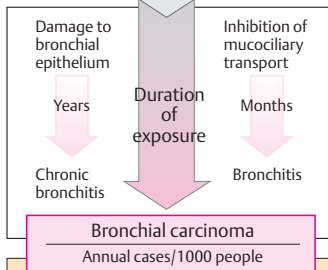 Damage to
bronchial
epithelium
Years
Chronic
bronchitis
Duration
of
exposure
Inhibition of
mucociliary
transport
Months
Bronchitis
Bronchial carcinoma
Annual cases/1000 people